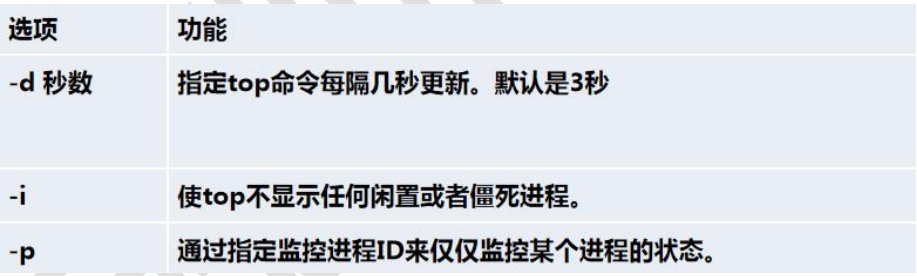 选项 功能
-d 秒数 指定top命令每隔几秒更新。默认是3秒
-i 使top不显示任何闲置或者僵死进程。
-p 通过指定监控进程ID来仅仅监控某个进程的状态。